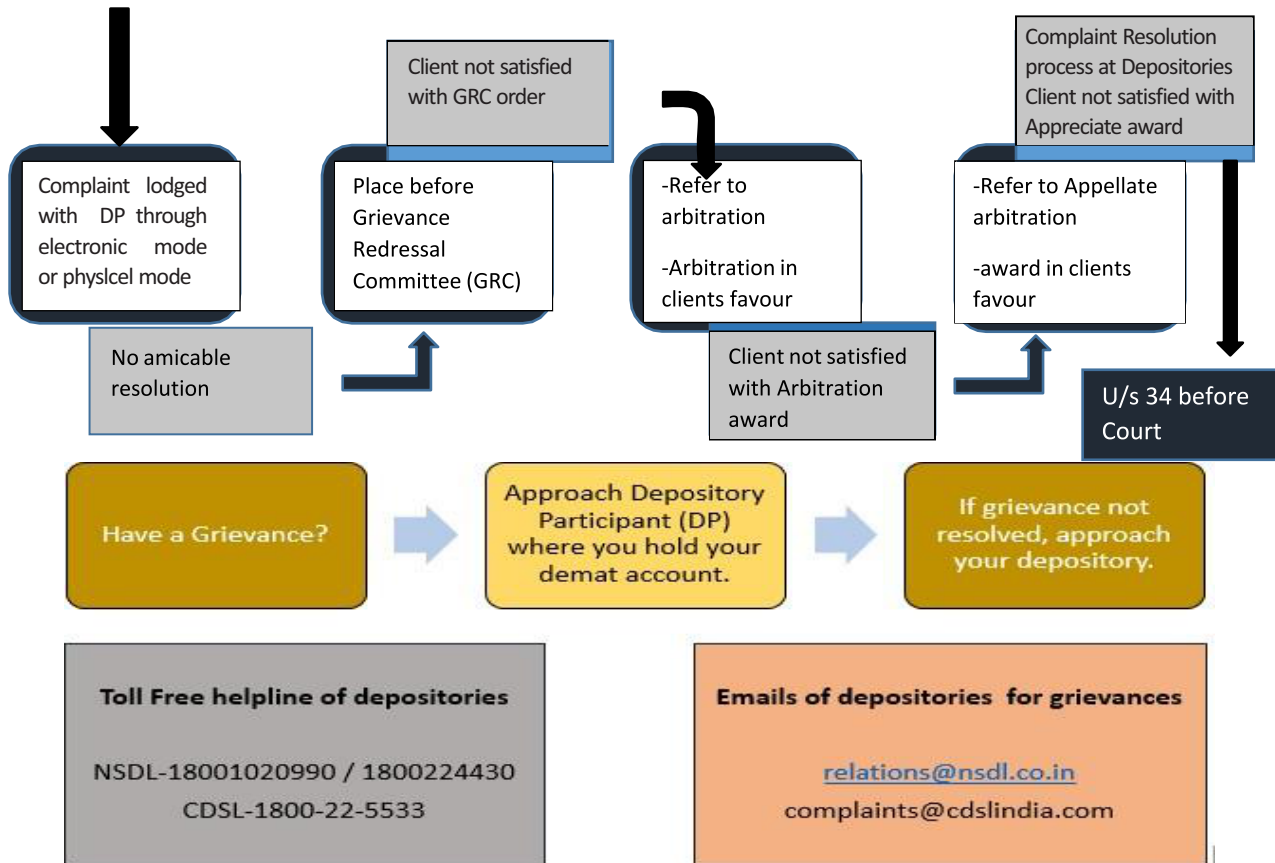 Complaint lodged
with DP through
electronic mode
or physlcel mode
No amicable
resolution
Client not satisfied
with GRC order
Place before
Grievance
Redressal
Committee (GRC)
-Refer to
arbitration
-Arbitration in
clients favour
Client not satisfied
with Arbitration
award
Complaint Resolution
process at Depositories
Client not satisfied with
Appreciate award
-Refer to Appellate
arbitration
-award in clients
favour
U/s 34 before
Court
Have a Grievance?
Approach Depository
Participant (DP)
where you hold your
demat account.
If grievance not
resolved, approach
your depository.
Toll Free helpline of depositories
NSDL-18001020990 / 1800224430
CDSL-1800-22-5533
Emails of depositories for grievances
relations@nsdl.co.in
complaints@cdslindia.com